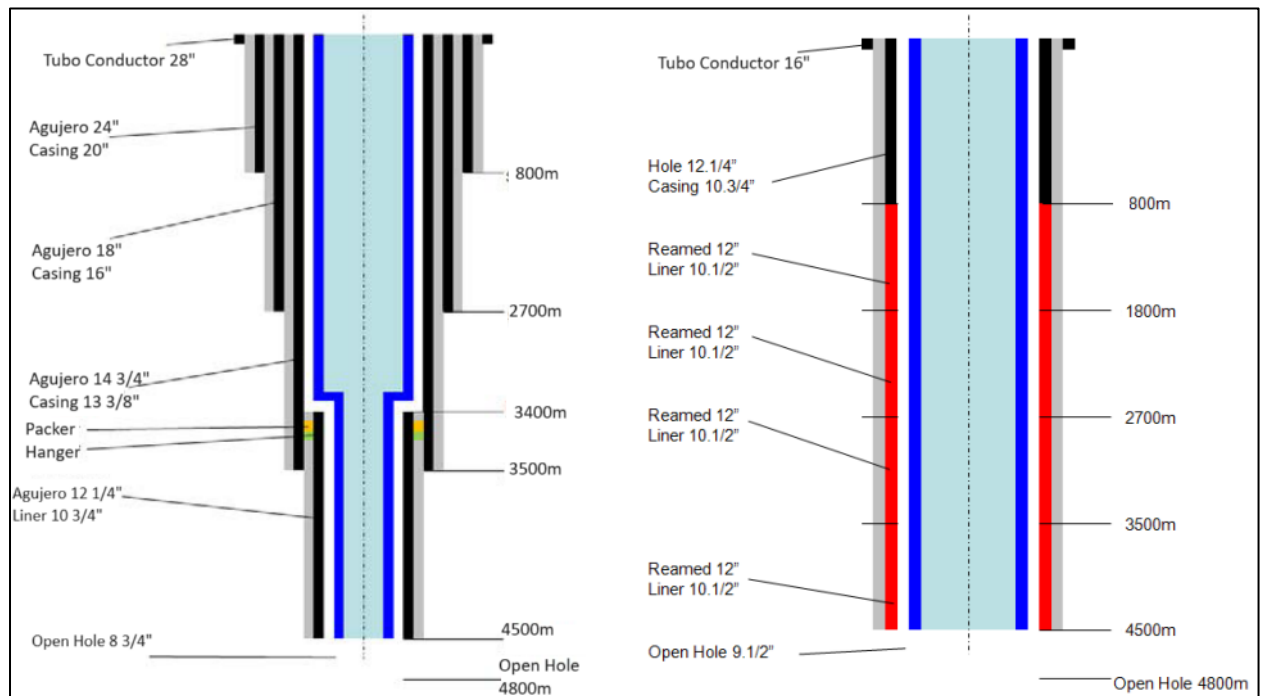 Tubo Conductor 28"
Agujero 24"
Casing 20"
800m
Agujero 18"
Casing 16"
2700m
Agujero 14 3/4"
Casing 13 3/8"
3400m
Packer
Hanger
3500m
Agujero 12 1/4"
Liner 10 3/4"
4500m
Open Hole 8 3/4"
Open Hole
4800m
Tubo Conductor 16"
Hole 12.1/4”
Casing 10.3/4”
800m
Reamed 12”
Liner 10.1/2”
1800m
Reamed 12”
Liner 10.1/2”
2700m
Reamed 12”
Liner 10.1/2”
3500m
Reamed 12”
Liner 10.1/2”
4500m
Open Hole 9.1/2”
Open Hole 4800m